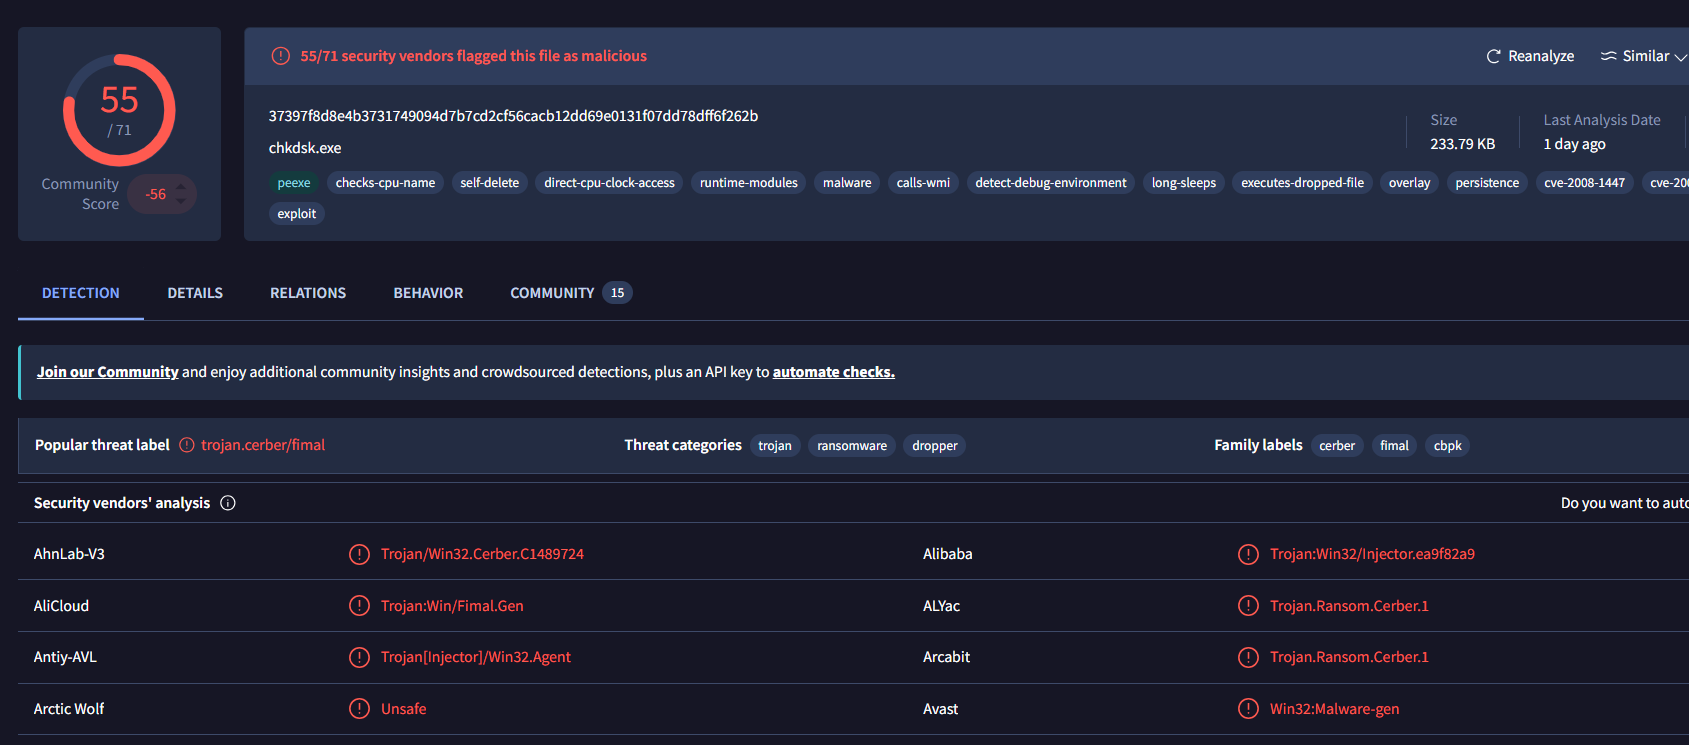 55
/ 71
Community Score
-56
55/71 security vendors flagged this file as malicious
Reanalyze
Similar
37397f8d8e4b3731749094d7b7cd2cf56cacb12dd69e0131f07dd78dff6f262b
chkdsk.exe
Size
233.79 KB
Last Analysis Date
1 day ago
peexe checks-cpu-name self-delete direct-cpu-clock-access runtime-modules malware calls-wmi detect-debug-environment long-sleeps executes-dropped-file overlay persistence cve-2008-1447 cve-200
exploit
DETECTION DETAILS RELATIONS BEHAVIOR COMMUNITY 15
Join our Community and enjoy additional community insights and crowdsourced detections, plus an API key to automate checks.
Popular threat label trojan.cerber/fimal Threat categories trojan ransomware dropper Family labels cerber fimal cbpk
Security vendors' analysis Do you want to auto
AhnLab-V3 Trojan/Win32.Cerber.C1489724 Alibaba Trojan:Win32/Injector.ea9f82a9
AliCloud Trojan:Win/Fimal.Gen ALYac Trojan.Ransom.Cerber.1
Antiy-AVL Trojan[Injector]/Win32.Agent Arcabit Trojan.Ransom.Cerber.1
Arctic Wolf Unsafe Avast Win32:Malware-gen